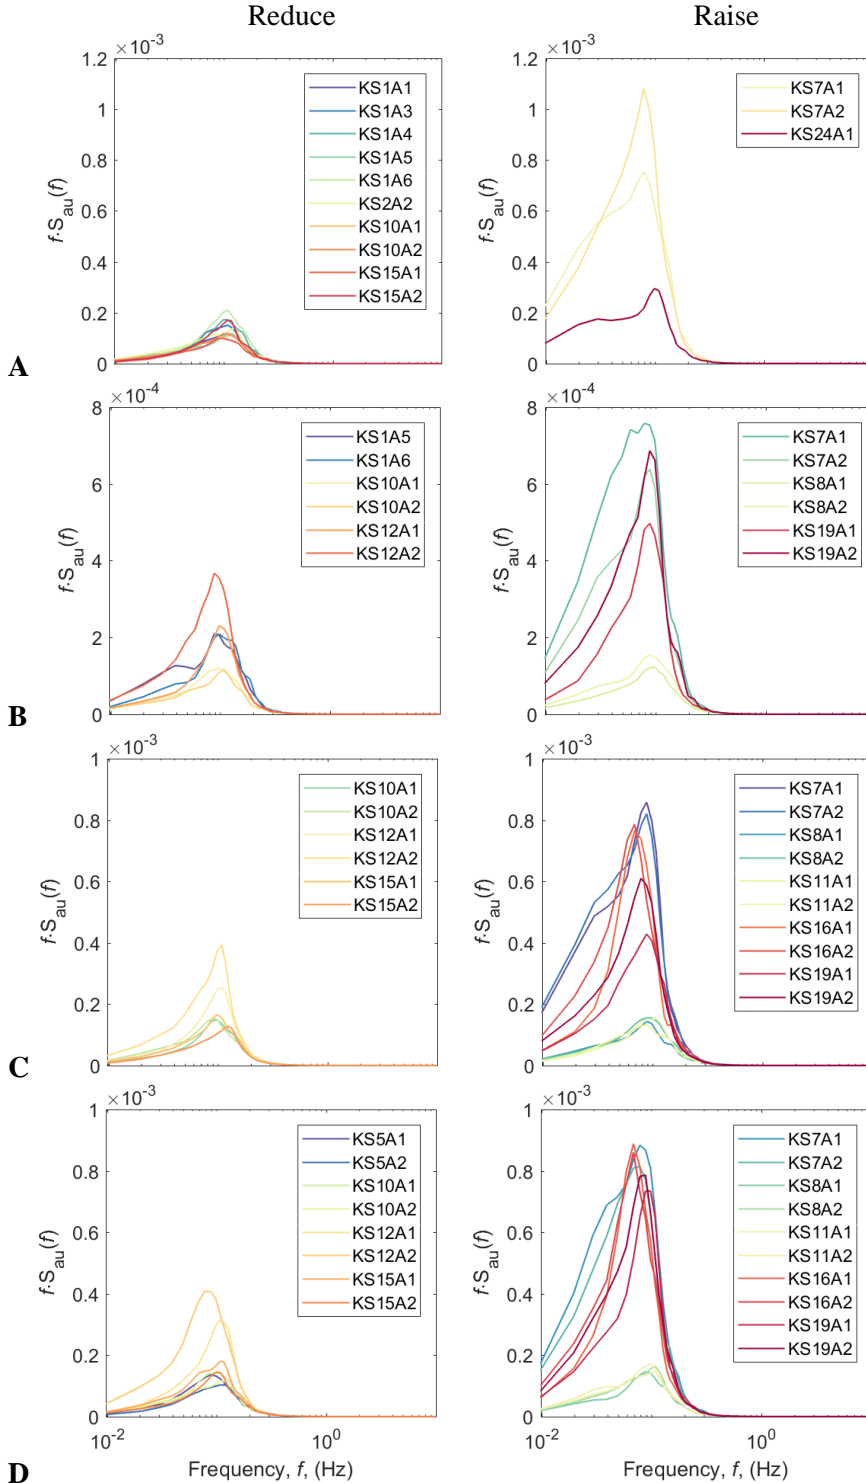 Reduce Raise
×10⁻³ ×10⁻³
1.2
1
0.8
0.6
0.4
0.2
0
f·Sau(f)
KS1A1
KS1A3
KS1A4
KS1A5
KS1A6
KS2A2
KS10A1
KS10A2
KS15A1
KS15A2
1.2
1
0.8
0.6
0.4
0.2
0
f·Sau(f)
KS7A1
KS7A2
KS24A1
A
×10⁻⁴ ×10⁻⁴
8
6
4
2
0
f·Sau(f)
KS1A5
KS1A6
KS10A1
KS10A2
KS12A1
KS12A2
8
6
4
2
0
f·Sau(f)
KS7A1
KS7A2
KS8A1
KS8A2
KS19A1
KS19A2
B
×10⁻³ ×10⁻³
1
0.8
0.6
0.4
0.2
0
f·Sau(f)
KS10A1
KS10A2
KS12A1
KS12A2
KS15A1
KS15A2
1
0.8
0.6
0.4
0.2
0
f·Sau(f)
KS7A1
KS7A2
KS8A1
KS8A2
KS11A1
KS11A2
KS16A1
KS16A2
KS19A1
KS19A2
C
×10⁻³ ×10⁻³
1
0.8
0.6
0.4
0.2
0
f·Sau(f)
KS5A1
KS5A2
KS10A1
KS10A2
KS12A1
KS12A2
KS15A1
KS15A2
10⁻² 10⁰
Frequency, f, (Hz)
1
0.8
0.6
0.4
0.2
0
f·Sau(f)
KS7A1
KS7A2
KS8A1
KS8A2
KS11A1
KS11A2
KS16A1
KS16A2
KS19A1
KS19A2
10⁻² 10⁰
Frequency, f, (Hz)
D